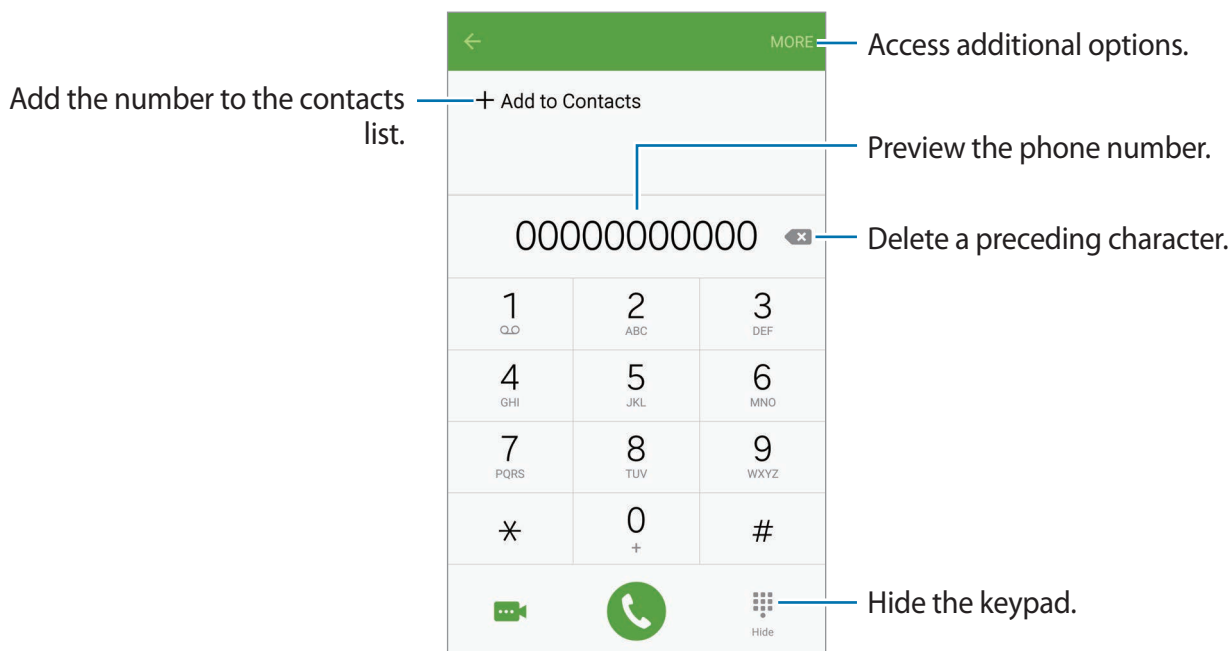 MORE
Access additional options.
Add the number to the contacts
list.
+ Add to Contacts
Preview the phone number.
00000000000
Delete a preceding character.
1 2 3
ABC DEF
4 5 6
GHI JKL MNO
7 8 9
PQRS TUV WXYZ
* 0 #
+
Hide the keypad.
Hide